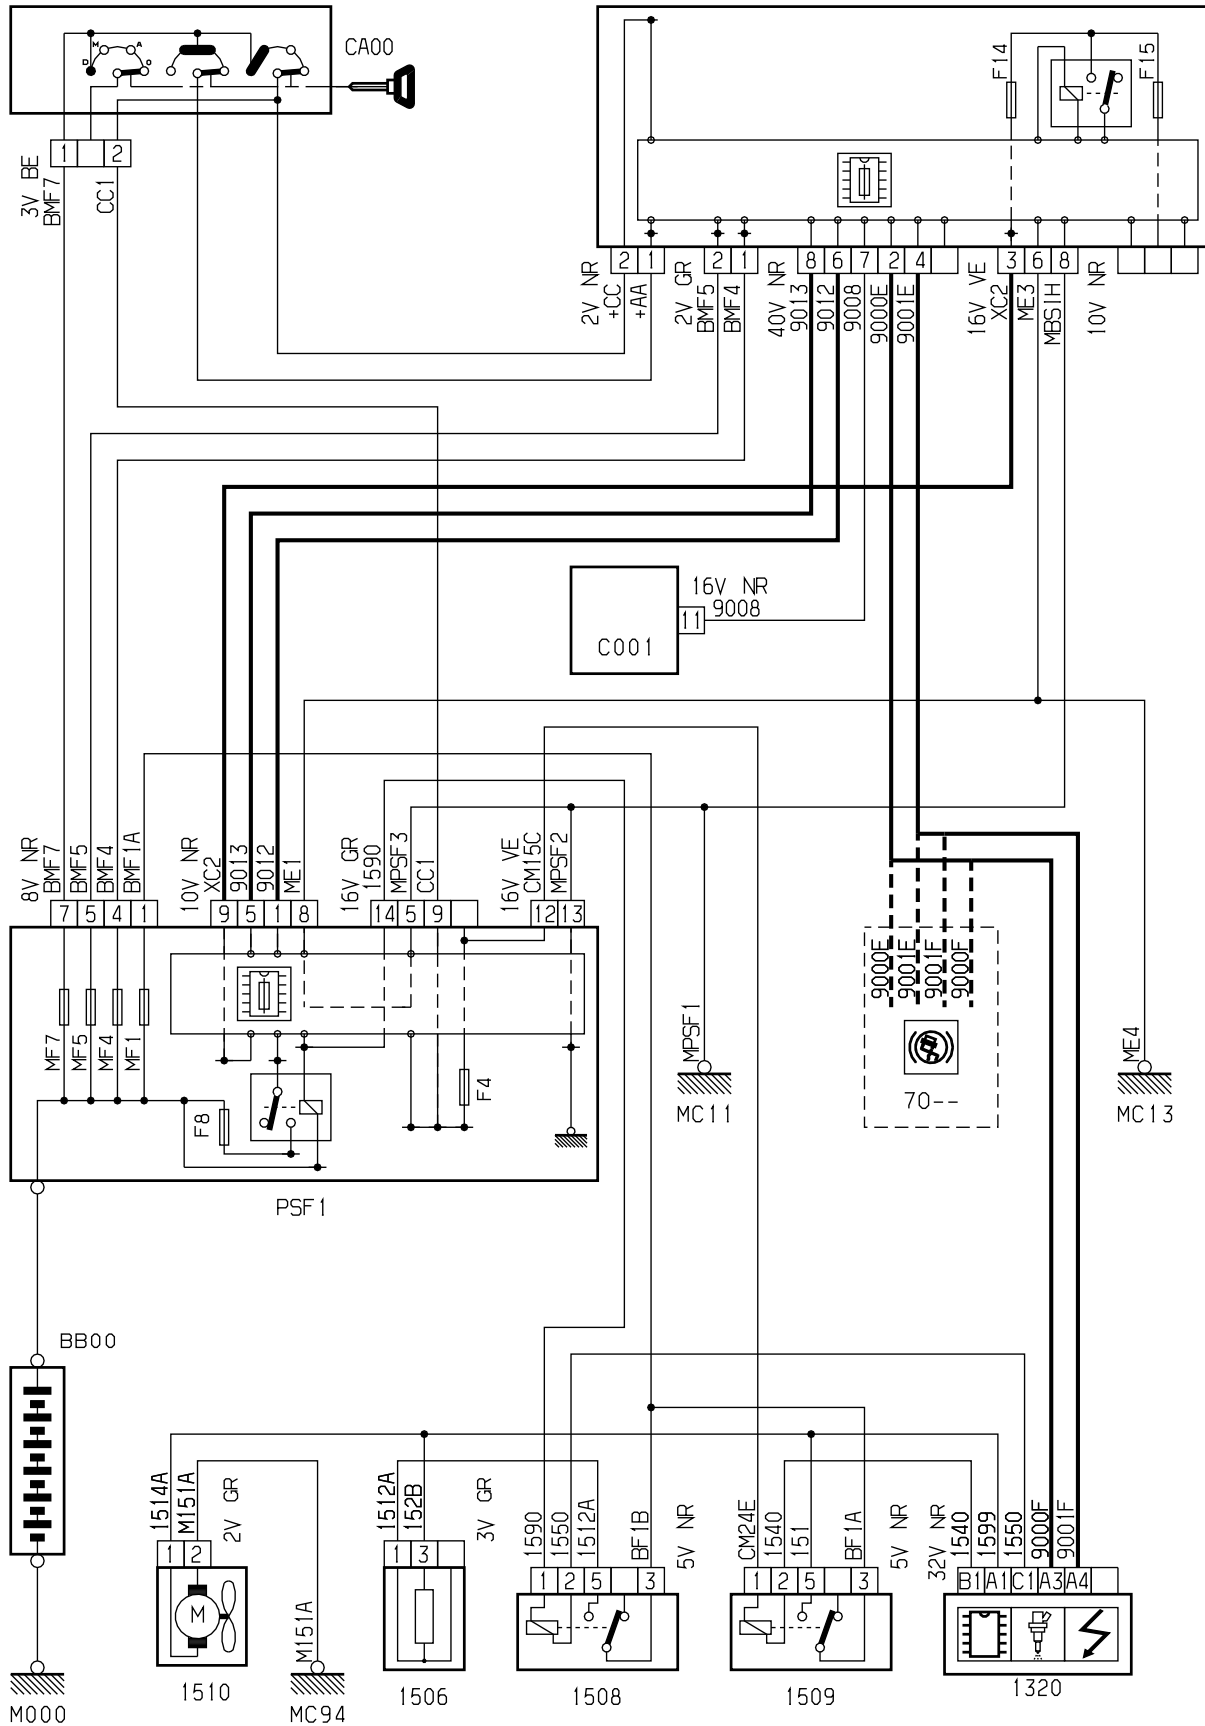 CA00
M A
D O
1 2
3V BE
BMF7
CC1
F14
F15
2 1 2 1 8 6 7 2 4 3 6 8
2V NR
+CC
+AA
2V GR
BMF5
BMF4
40V NR
9013
9012
9008
9000E
9001E
16V VE
XC2
ME3
MBSIH
10V NR
16V NR
9008
11
C001
8V NR
BMF7
BMF5
BMF4
BMF1A
10V NR
XC2
9013
9012
ME1
16V GR
1590
MPSF3
CC1
16V VE
CM15C
MPSF2
7 5 4 1 9 5 1 8 14 5 9 12 13
MF7
MF5
MF4
MF1
F8
F4
PSF1
9000E
9001E
9001F
9000F
70--
MPSF1
MC11
ME4
MC13
BB00
M000
1514A
M151A
2V GR
1 2
M
1510
M151A
MC94
1512A
152B
3V GR
1 3
1506
1590
1550
1512A
BF1B
5V NR
1 2 5 3
1508
CM24E
1540
151
BF1A
5V NR
1 2 5 3
1509
32V NR
1540
1599
1550
9000F
9001F
B1 A1 C1 A3 A4
1320